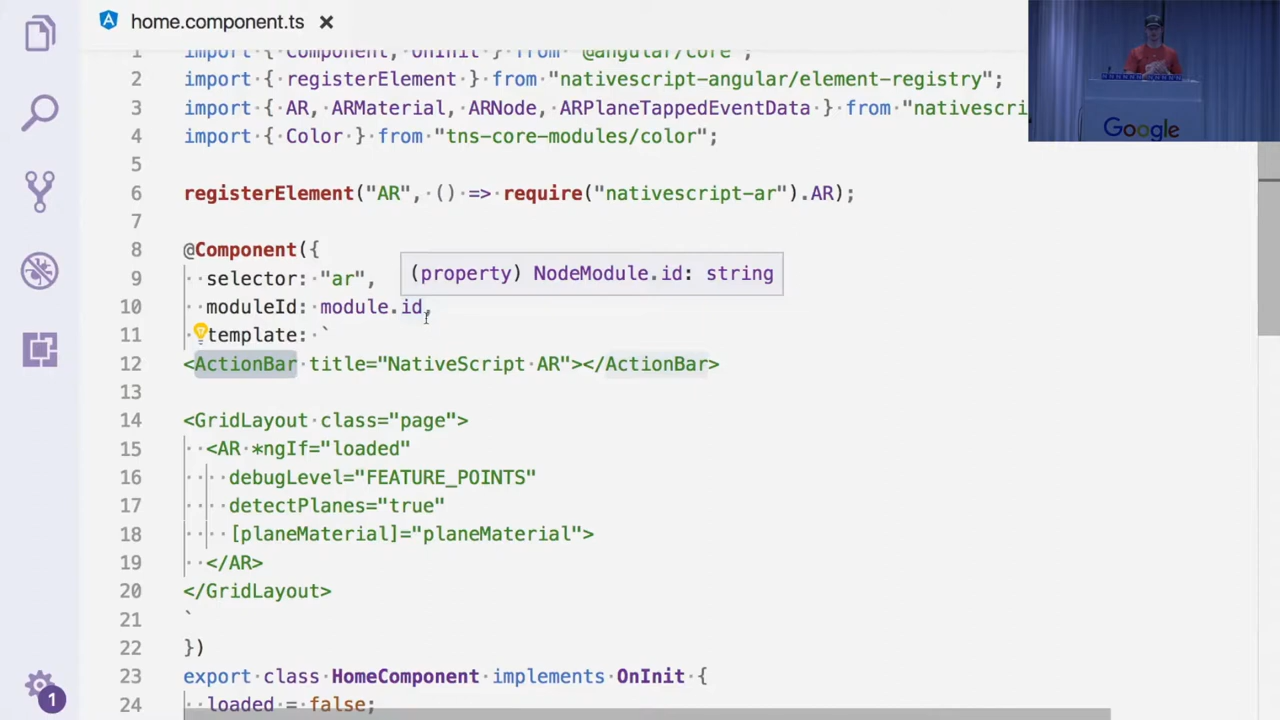 home.component.ts
1 import { Component, OnInit } from "@angular/core";
2 import { registerElement } from "nativescript-angular/element-registry";
3 import { AR, ARMaterial, ARNode, ARPlaneTappedEventData } from "nativescri
4 import { Color } from "tns-core-modules/color";
5
6 registerElement("AR", () => require("nativescript-ar").AR);
7
8 @Component({
9 selector: "ar",
(property) NodeModule.id: string
10 moduleId: module.id,
11 template: `
12 <ActionBar title="NativeScript AR"></ActionBar>
13
14 <GridLayout class="page">
15 <AR *ngIf="loaded"
16 debugLevel="FEATURE_POINTS"
17 detectPlanes="true"
18 [planeMaterial]="planeMaterial">
19 </AR>
20 </GridLayout>
21 `
22 })
23 export class HomeComponent implements OnInit {
24 loaded = false;
1
Google